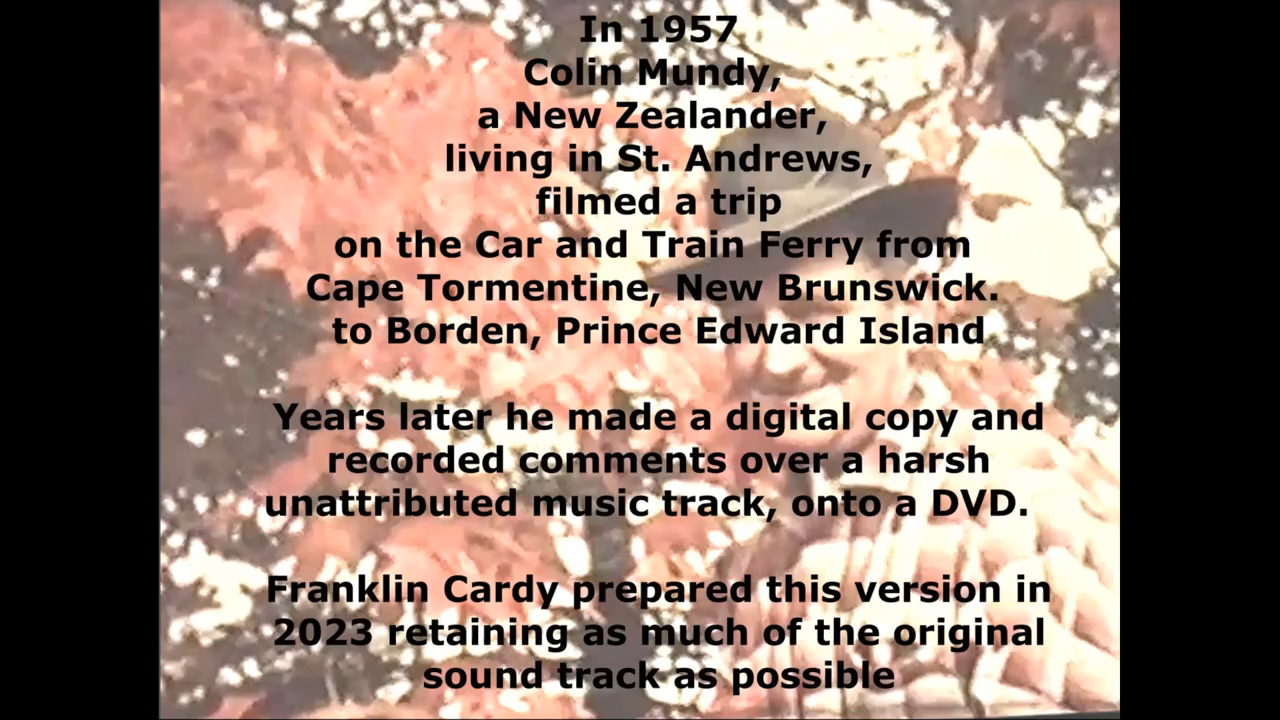 In 1957
Colin Mundy,
a New Zealander,
living in St. Andrews,
filmed a trip
on the Car and Train Ferry from
Cape Tormentine, New Brunswick.
to Borden, Prince Edward Island
Years later he made a digital copy and
recorded comments over a harsh
unattributed music track, onto a DVD.
Franklin Cardy prepared this version in
2023 retaining as much of the original
sound track as possible